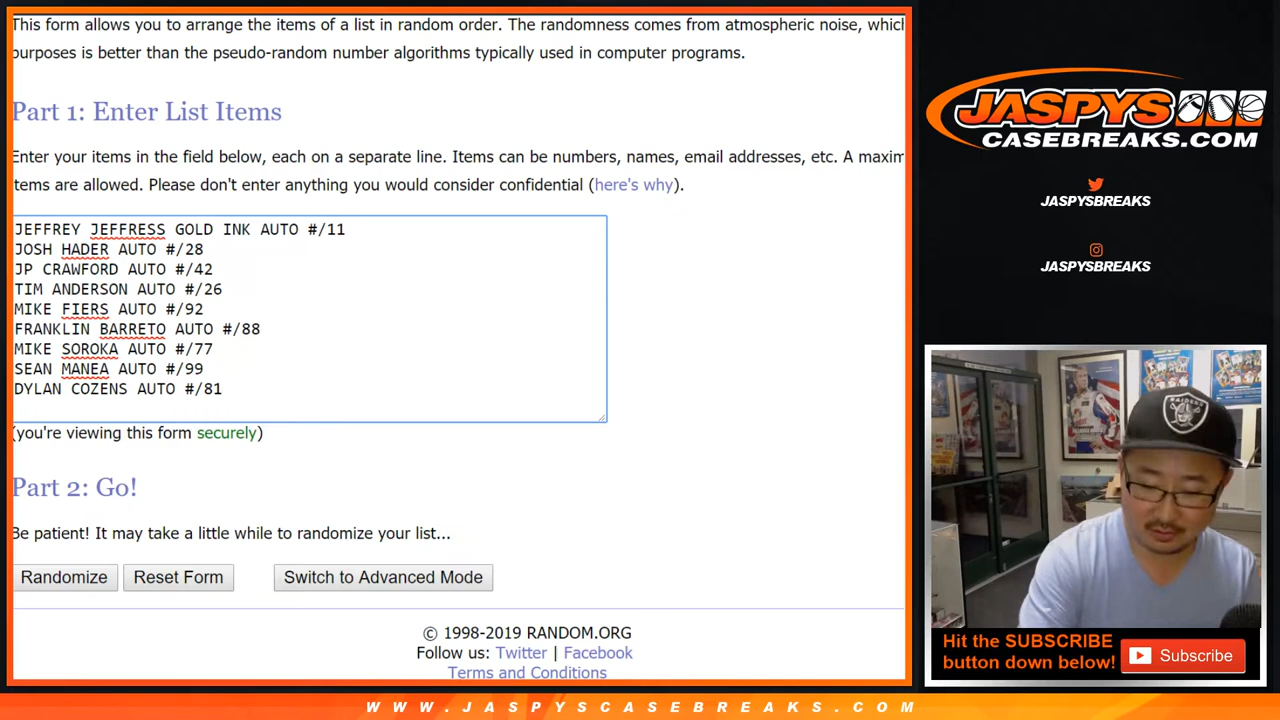 This form allows you to arrange the items of a list in random order. The randomness comes from atmospheric noise, which
purposes is better than the pseudo-random number algorithms typically used in computer programs.
Part 1: Enter List Items
Enter your items in the field below, each on a separate line. Items can be numbers, names, email addresses, etc. A maxim
items are allowed. Please don't enter anything you would consider confidential (here's why).
JEFFREY JEFFRESS GOLD INK AUTO #/11
JOSH HADER AUTO #/28
JP CRAWFORD AUTO #/42
TIM ANDERSON AUTO #/26
MIKE FIERS AUTO #/92
FRANKLIN BARRETO AUTO #/88
MIKE SOROKA AUTO #/77
SEAN MANEA AUTO #/99
DYLAN COZENS AUTO #/81
(you're viewing this form securely)
Part 2: Go!
Be patient! It may take a little while to randomize your list...
Randomize Reset Form Switch to Advanced Mode
© 1998-2019 RANDOM.ORG
Follow us: Twitter | Facebook
Terms and Conditions
JASPYS
CASEBREAKS.COM
JASPYSBREAKS
JASPYSBREAKS
RAIDERS
Hit the SUBSCRIBE
button down below!
Subscribe
WWW.JASPYSCASEBREAKS.COM